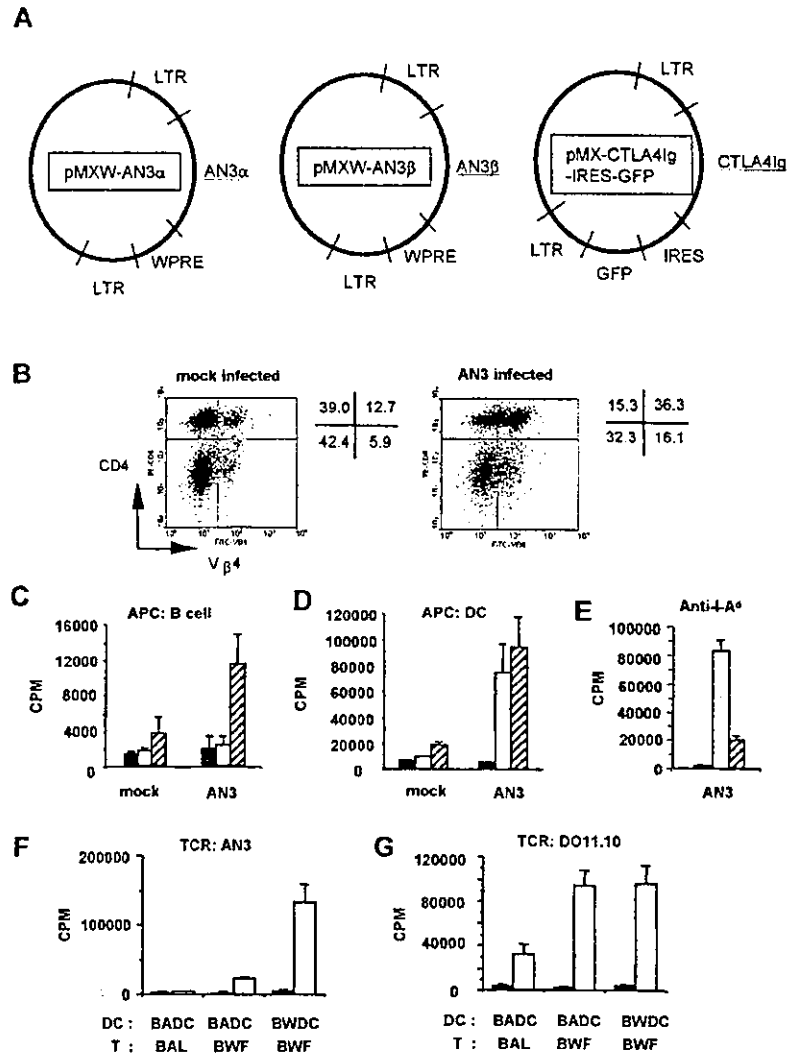 A
LTR
LTR
LTR
pMXW-AN3α
AN3α
pMXW-AN3β
AN3β
pMX-CTLA4Ig
-IRES-GFP
CTLA4Ig
WPRE
LTR
WPRE
LTR
LTR
GFP
IRES
B
mock infected
AN3 infected
39.0 12.7
42.4 5.9
15.3 36.3
32.3 16.1
CD4
Vβ4
C
APC: B cell
16000
12000
8000
4000
0
CPM
mock AN3
D
APC: DC
120000
100000
80000
60000
40000
20000
0
CPM
mock AN3
E
Anti-I-Aᵈ
100000
80000
60000
40000
20000
0
CPM
AN3
F
TCR: AN3
200000
100000
0
CPM
DC : BADC BADC BWDC
T : BAL BWF BWF
G
TCR: DO11.10
120000
80000
40000
0
CPM
DC : BADC BADC BWDC
T : BAL BWF BWF